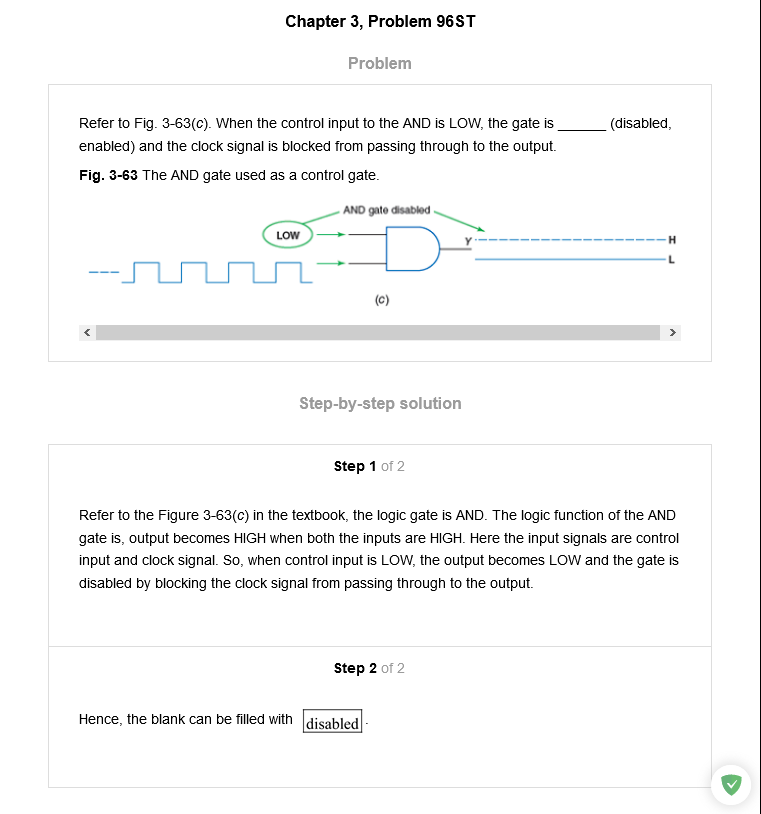 Chapter 3, Problem 96ST
Problem
Refer to Fig. 3-63(c). When the control input to the AND is LOW, the gate is ______ (disabled,
enabled) and the clock signal is blocked from passing through to the output.
Fig. 3-63 The AND gate used as a control gate.
AND gate disabled
LOW
Y
H
L
(c)
Step-by-step solution
Step 1 of 2
Refer to the Figure 3-63(c) in the textbook, the logic gate is AND. The logic function of the AND
gate is, output becomes HIGH when both the inputs are HIGH. Here the input signals are control
input and clock signal. So, when control input is LOW, the output becomes LOW and the gate is
disabled by blocking the clock signal from passing through to the output.
Step 2 of 2
Hence, the blank can be filled with disabled.